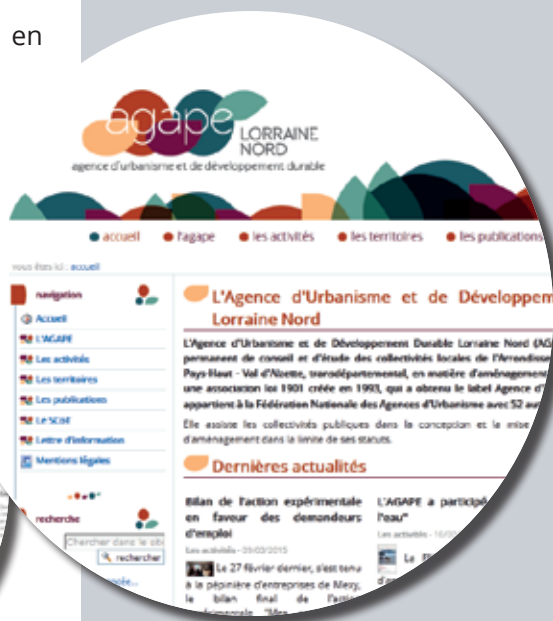 en
agape
LORRAINE
NORD
agence d'urbanisme et de développement durable
accueil l'agape les activités les territoires les publications
vous êtes ici : accueil
navigation
Accueil
L'AGAPE
Les activités
Les territoires
Les publications
Le SCoT
Lettre d'information
Mentions légales
recherche
Chercher dans le
rechercher
L'Agence d'Urbanisme et de
Lorraine Nord
L'Agence d'Urbanisme et de Développement Durable Lorraine Nord
permanent de conseil et d'étude des collectivités locales de
Pays-Haut - Val d'Alzette, transdépartemental, en matière d'aménagement
une association loi 1901 créée en 1993, qui a obtenu le label Agence
appartient à la Fédération Nationale des Agences d'Urbanisme avec 52
Elle assiste les collectivités publiques dans la conception et la mise
d'aménagement dans la limite de ses statuts.
Dernières actualités
Bilan de l'action expérimentale
en faveur des demandeurs
d'emploi
Les activités - 09/03/2015
Le 27 février dernier, s'est tenu
à la pépinière d'entreprises de Mexy,
le bilan final de
L'AGAPE a participé
l'eau"
Les activités
Le